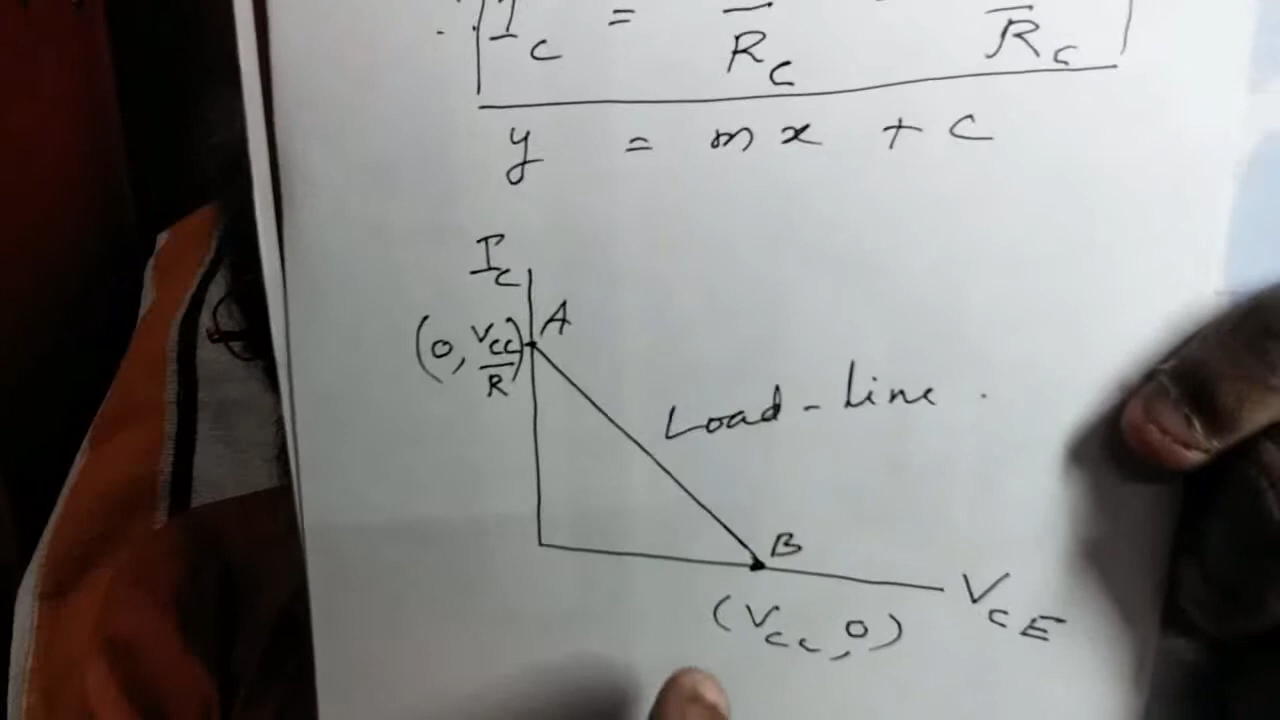 ∴ I_C = — R_C — R_C
y = mx + c
I_C
A
(0, V_CC/R)
Load-line.
B
V_CE
(V_CC, 0)